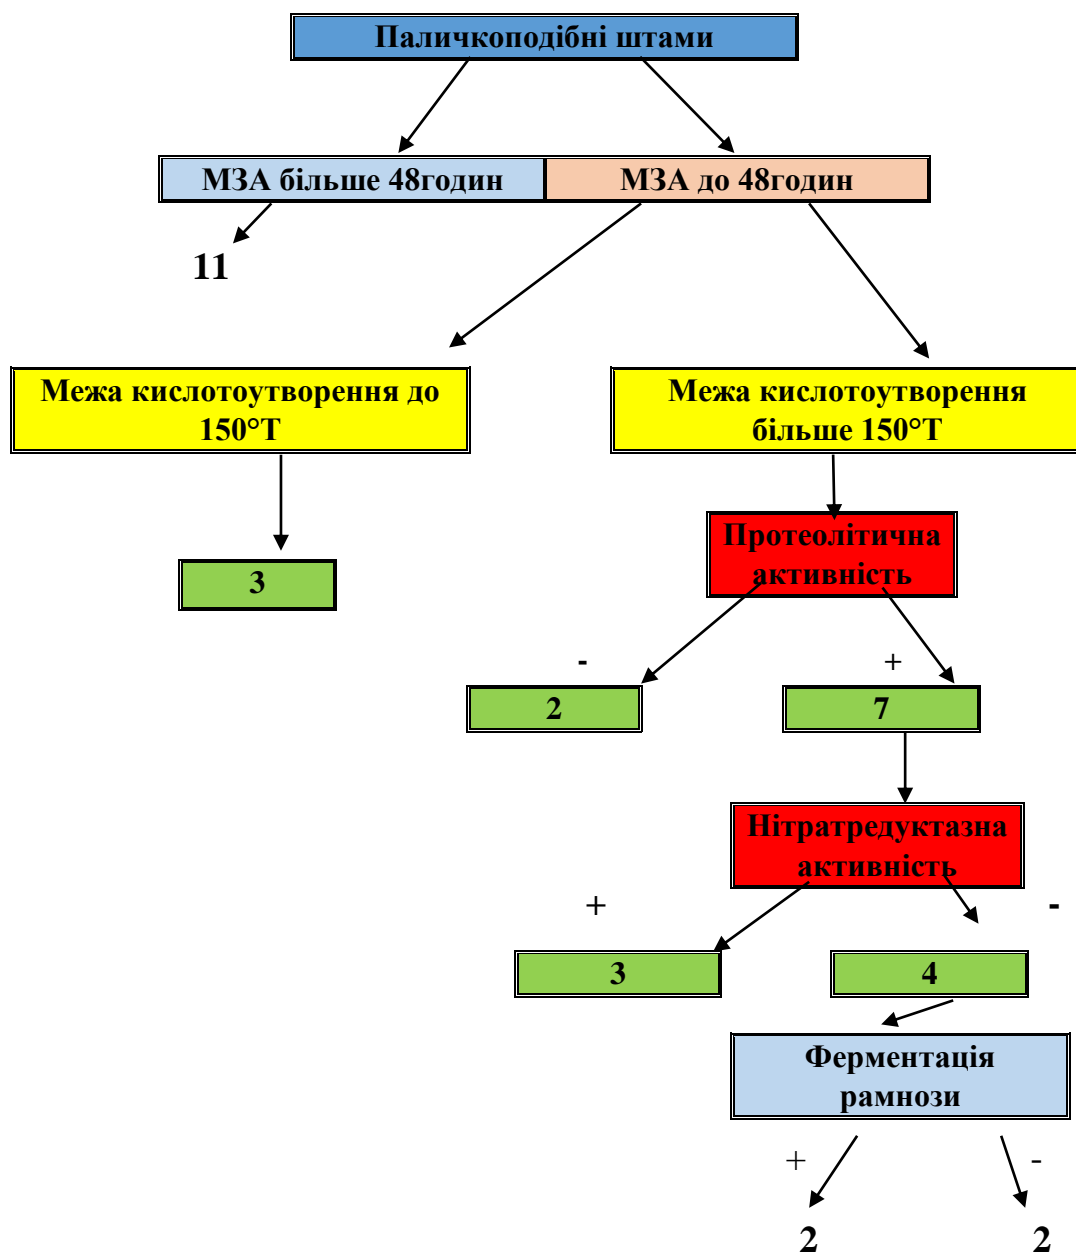 Паличкоподібні штами
МЗА більше 48годин
МЗА до 48годин
11
Межа кислотоутворення до
150°Т
Межа кислотоутворення
більше 150°Т
Протеолітична
активність
3
-
+
2
7
Нітратредуктазна
активність
+
-
3
4
Ферментація
рамнози
+
-
2
2